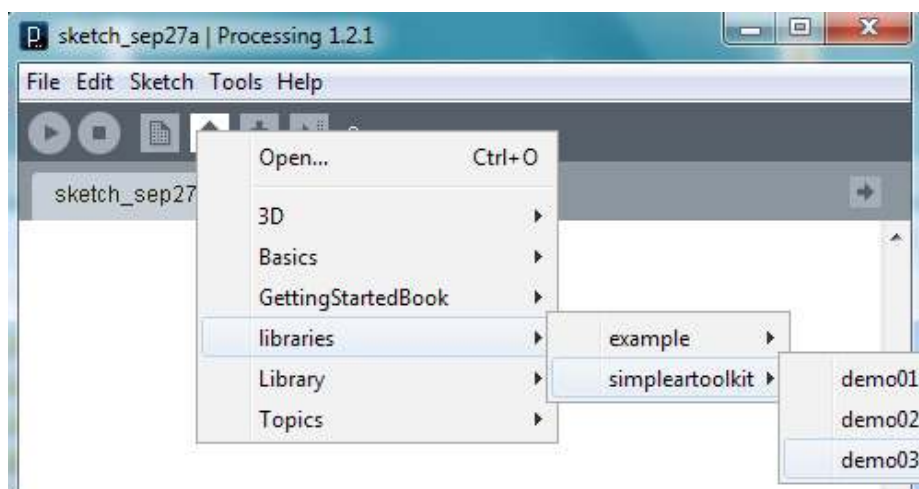 sketch_sep27a | Processing 1.2.1
File Edit Sketch Tools Help
Open... Ctrl+O
sketch_sep27
3D
Basics
GettingStartedBook
libraries
example
Library
simpleartoolkit
demo01
Topics
demo02
demo03